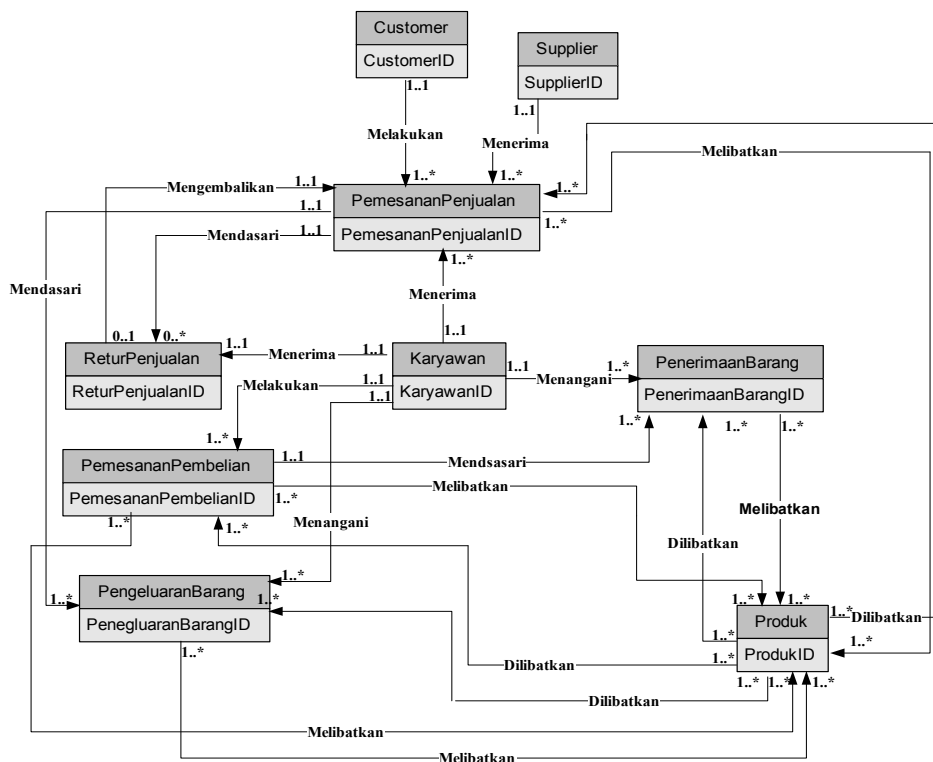 Customer
CustomerID
1..1
Supplier
SupplierID
1..1
Melakukan
Menerima
Melibatkan
1..*
1..*
1..*
Mengembalikan
1..1
PemesananPenjualan
PemesananPenjualanID
1..1
1..*
Mendasari
1..1
1..*
Mendasari
Menerima
1..1
0..1
0..*
ReturPenjualan
ReturPenjualanID
1..1
Menerima
1..1
Karyawan
KaryawanID
1..1
Menangani
1..*
PenerimaanBarang
PenerimaanBarangID
Melakukan
1..1
1..1
1..*
1..*
1..*
1..*
PemesananPembelian
PemesananPembelianID
1..1
Mendsasari
Melibatkan
1..*
1..*
1..*
Menangani
Melibatkan
Dilibatkan
1..*
PengeluaranBarang
PenegluaranBarangID
1..*
1..*
1..*
1..*
1..*
1..*
Produk
ProdukID
Dilibatkan
1..*
1..*
1..*
1..*
Dilibatkan
1..*
1..*
1..*
Dilibatkan
Melibatkan
Melibatkan